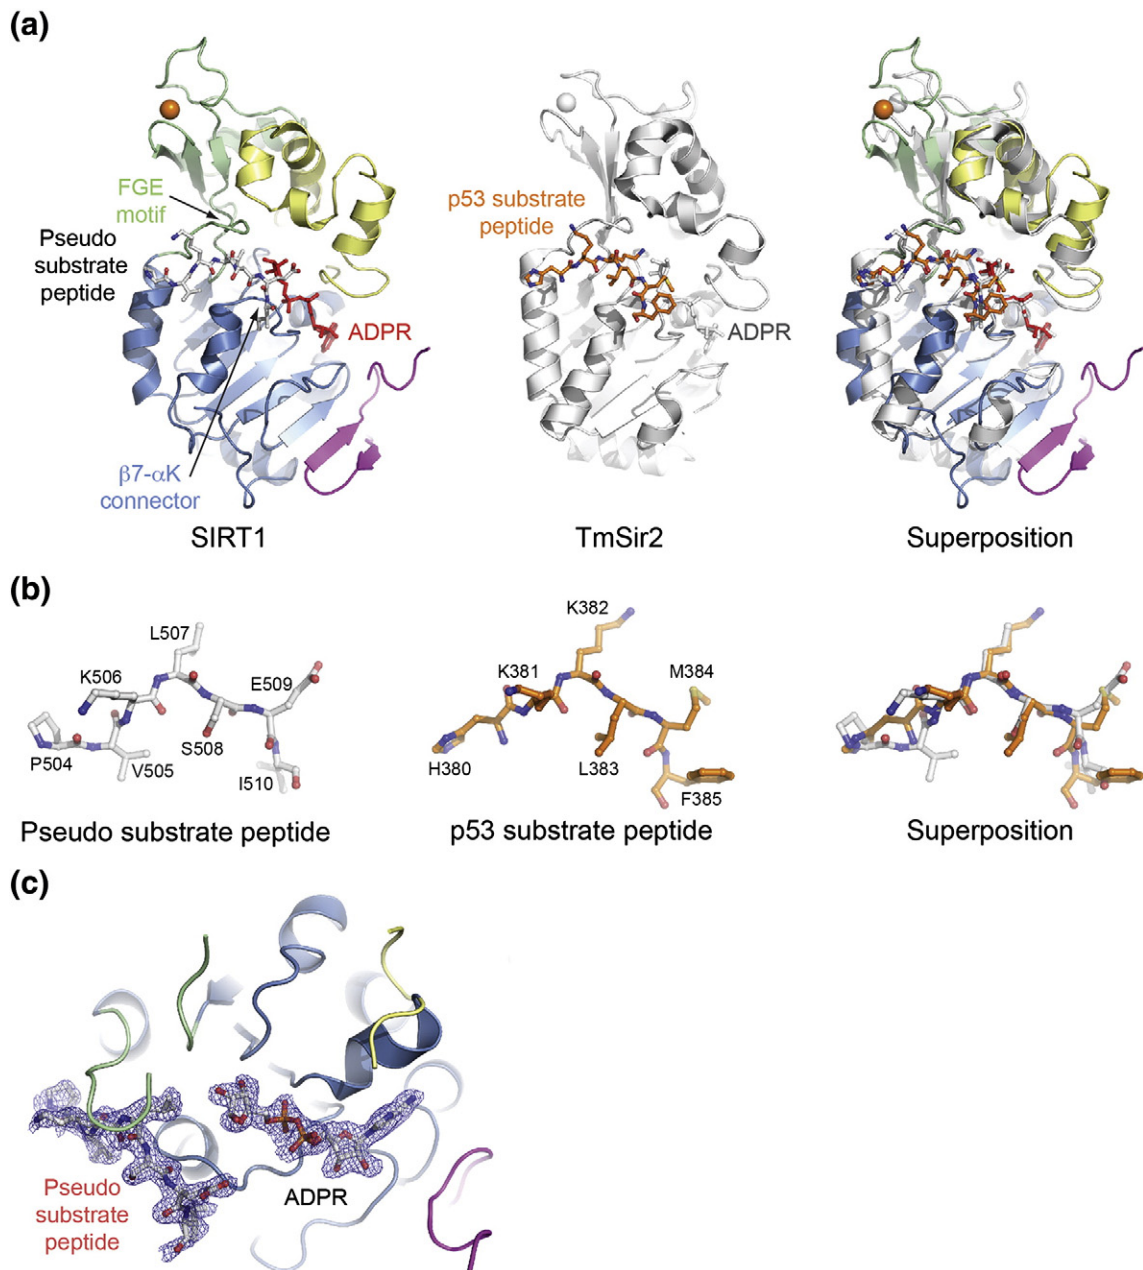 (a)
FGE
motif
Pseudo
substrate
peptide
ADPR
β7-αK
connector
SIRT1
p53 substrate
peptide
ADPR
TmSir2
Superposition
(b)
L507
K506
E509
P504
V505
S508
I510
Pseudo substrate peptide
K382
K381
M384
H380
L383
F385
p53 substrate peptide
Superposition
(c)
Pseudo
substrate
peptide
ADPR